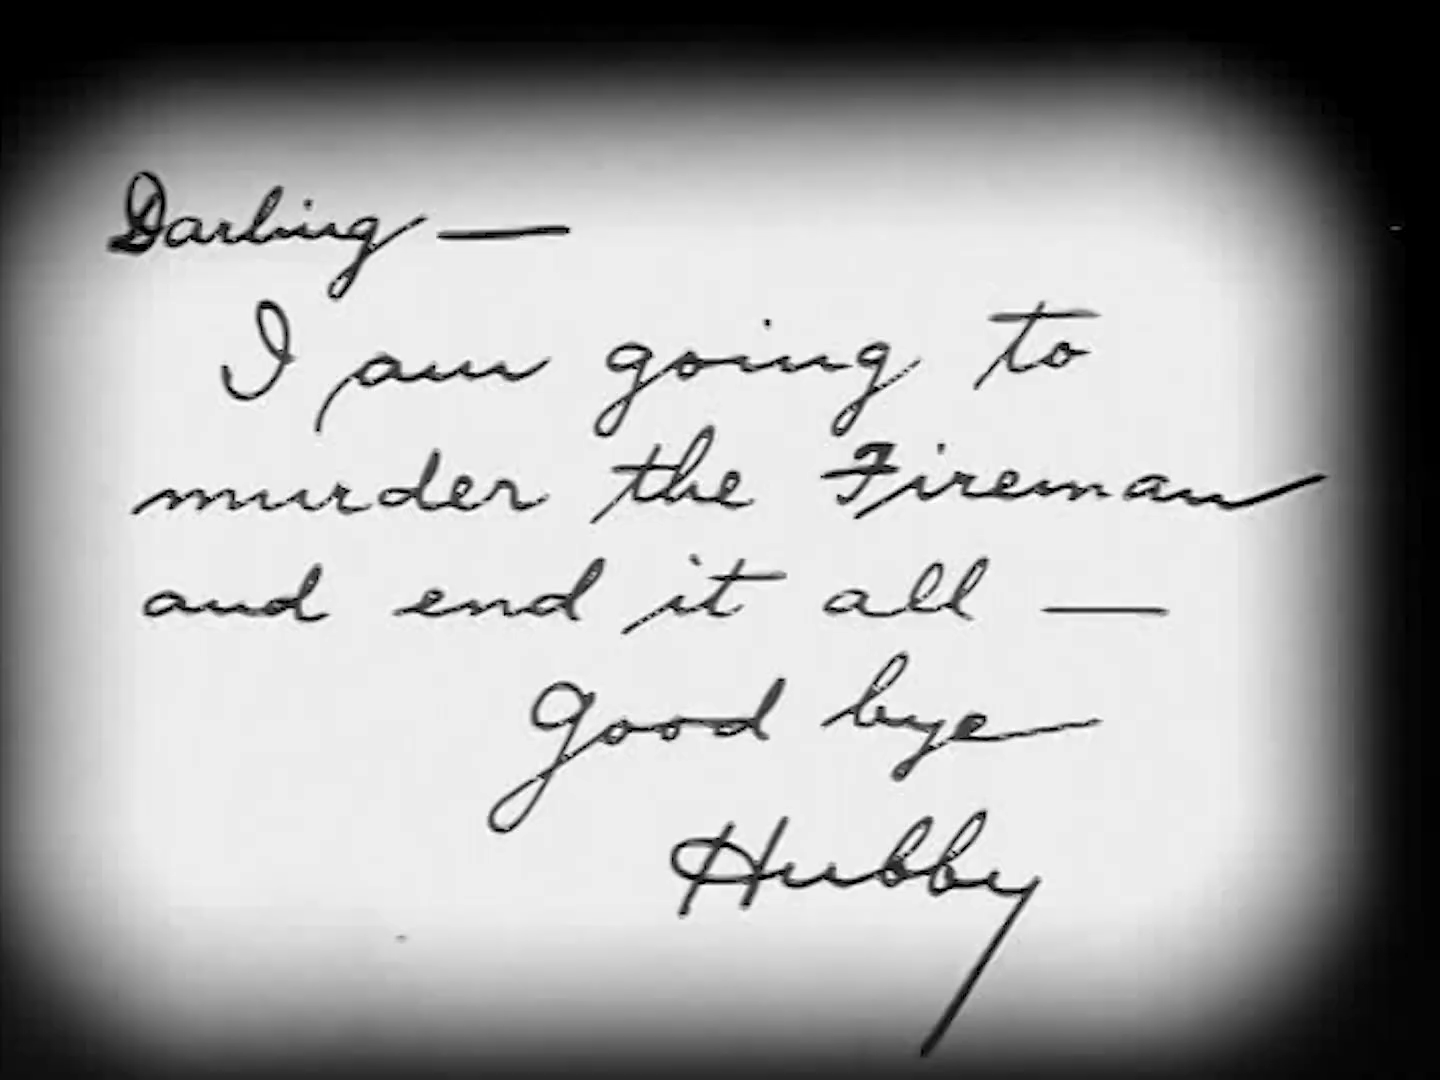 Darling —
I am going to
murder the Fireman
and end it all —
Good bye
Hubby